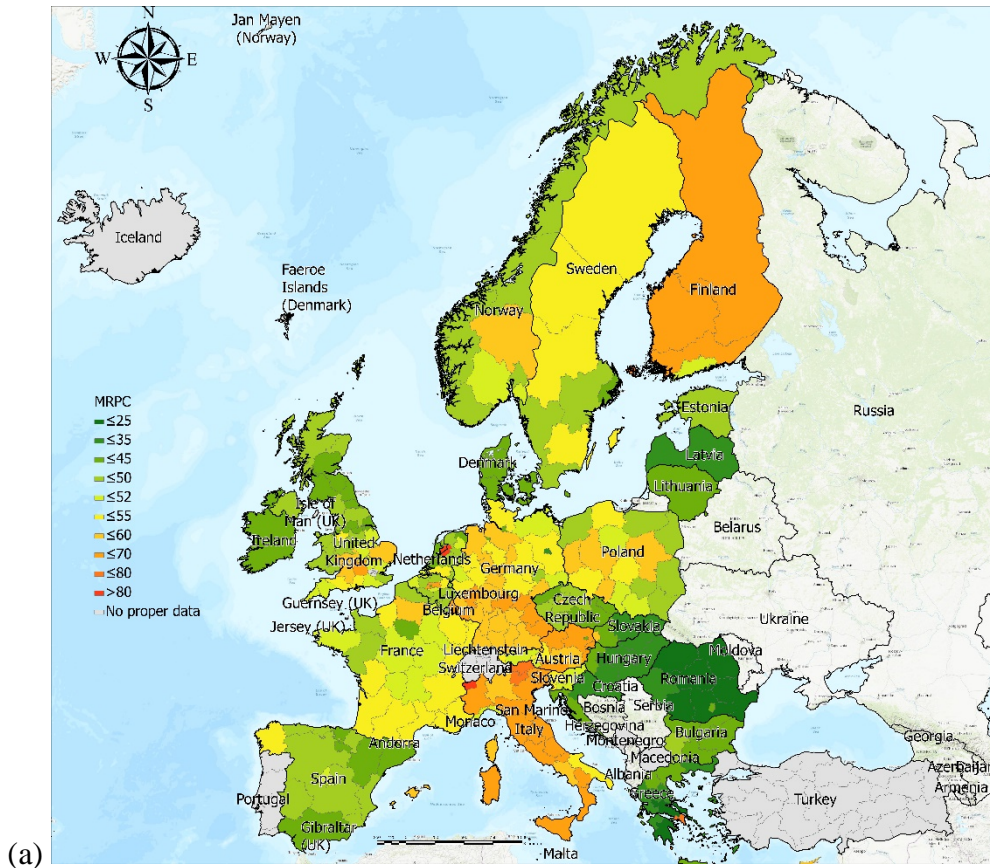 Jan Mayen
(Norway)
N
W E
S
Iceland
Faeroe
Islands
(Denmark)
Sweden
Norway
Finland
MRPC
≤25
≤35
≤45
≤50
≤52
≤55
≤60
≤70
≤80
>80
No proper data
Estonia
Russia
Latvia
Denmark
Lithuania
Isle of
Man (UK)
Ireland
United
Kingdom
Netherlands
Belarus
Poland
Germany
Guernsey (UK)
Luxembourg
Belgium
Czech
Republic
Ukraine
Jersey (UK)
Slovakia
France
Liechtenstein
Switzerland
Austria
Hungary
Moldova
Slovenia
Romania
Croatia
San Marino
Bosnia
Serbia
Herzegovina
Monaco
Italy
Montenegro
Bulgaria
Andorra
Macedonia
Georgia
Spain
Albania
Azerbaijan
Armenia
Portugal
Greece
Turkey
Gibraltar
(UK)
Malta
(a)